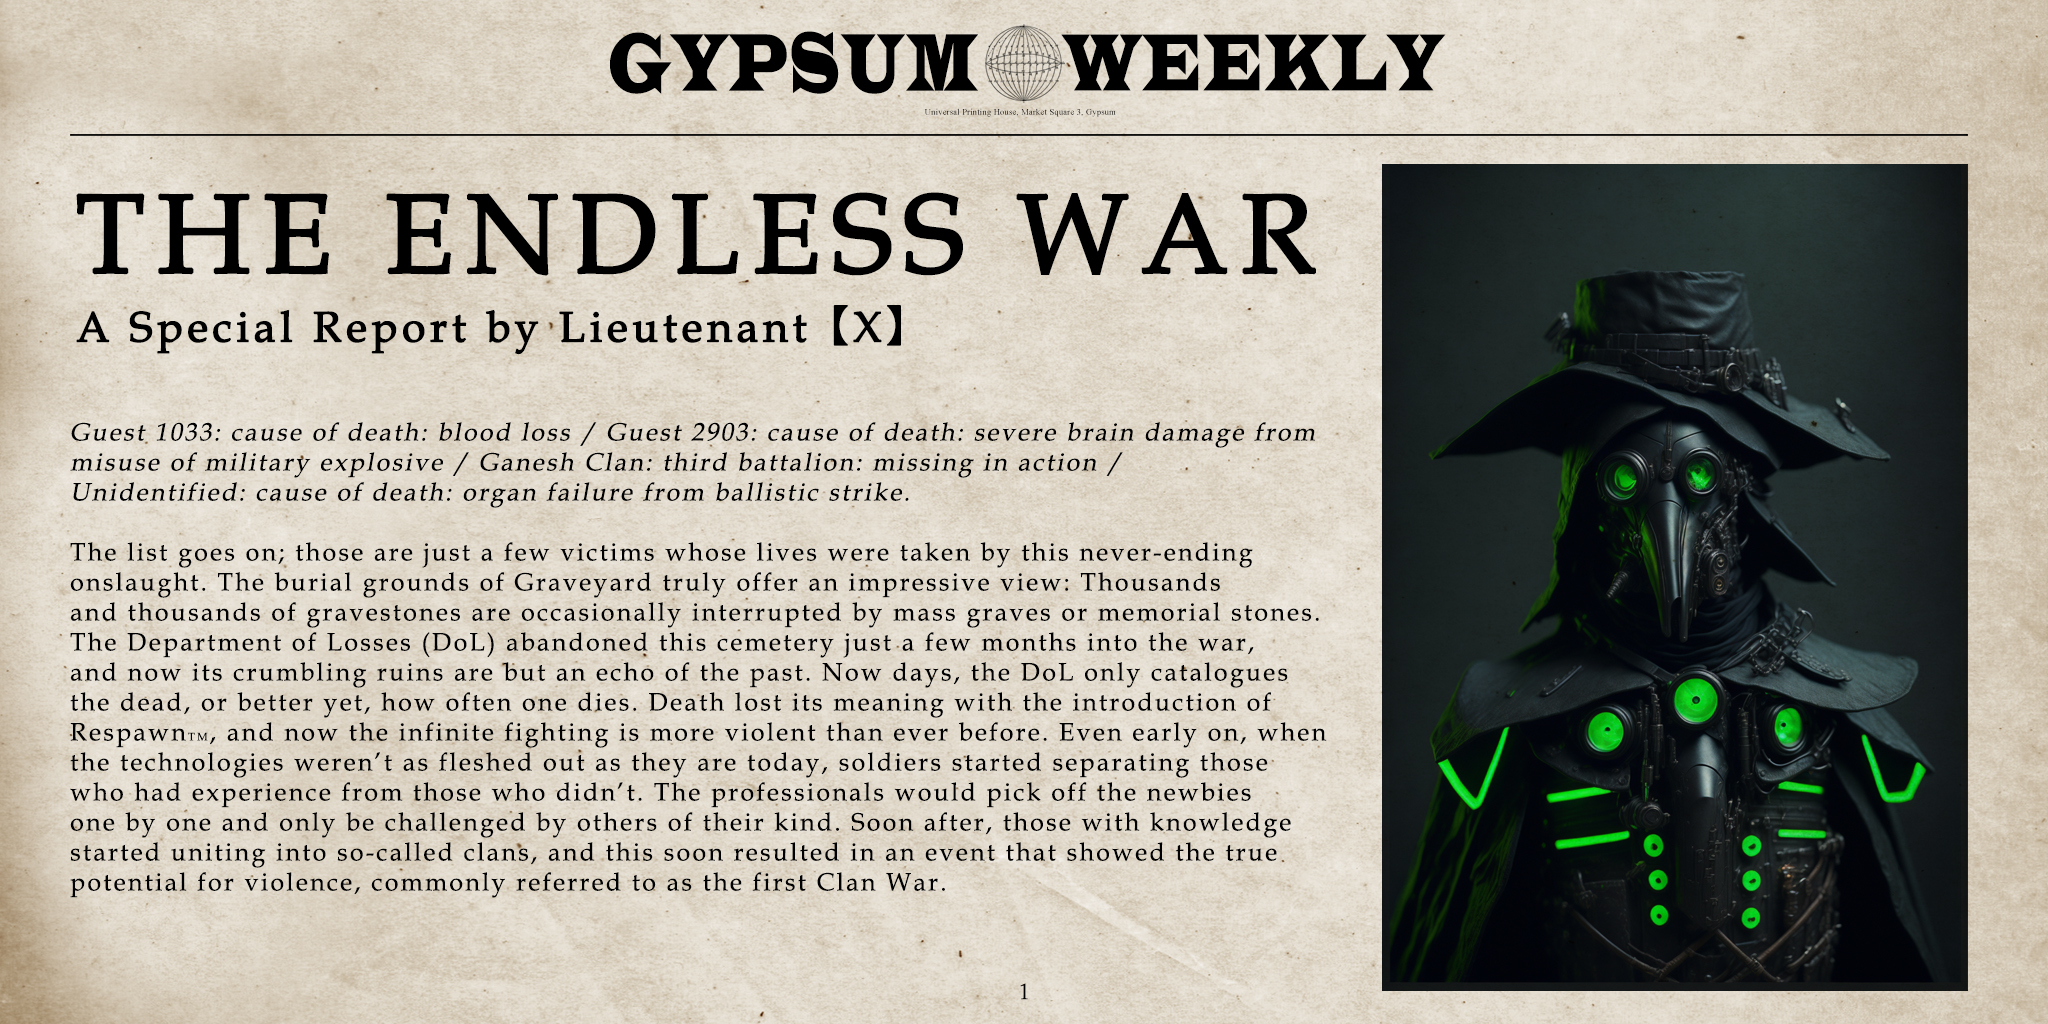 GYPSUM WEEKLY
Universal Printing House, Market Square 3, Gypsum
THE ENDLESS WAR
A Special Report by Lieutenant【X】
Guest 1033: cause of death: blood loss / Guest 2903: cause of death: severe brain damage from
misuse of military explosive / Ganesh Clan: third battalion: missing in action /
Unidentified: cause of death: organ failure from ballistic strike.
The list goes on; those are just a few victims whose lives were taken by this never-ending
onslaught. The burial grounds of Graveyard truly offer an impressive view: Thousands
and thousands of gravestones are occasionally interrupted by mass graves or memorial stones.
The Department of Losses (DoL) abandoned this cemetery just a few months into the war,
and now its crumbling ruins are but an echo of the past. Now days, the DoL only catalogues
the dead, or better yet, how often one dies. Death lost its meaning with the introduction of
Respawn™, and now the infinite fighting is more violent than ever before. Even early on, when
the technologies weren’t as fleshed out as they are today, soldiers started separating those
who had experience from those who didn’t. The professionals would pick off the newbies
one by one and only be challenged by others of their kind. Soon after, those with knowledge
started uniting into so-called clans, and this soon resulted in an event that showed the true
potential for violence, commonly referred to as the first Clan War.
1